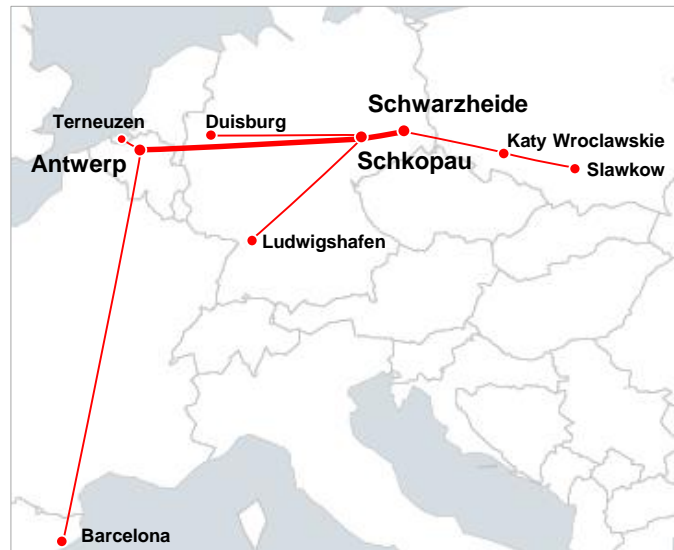 Schwarzheide
Terneuzen
Duisburg
Katy Wroclawskie
Antwerp
Schkopau
Slawkow
Ludwigshafen
Barcelona